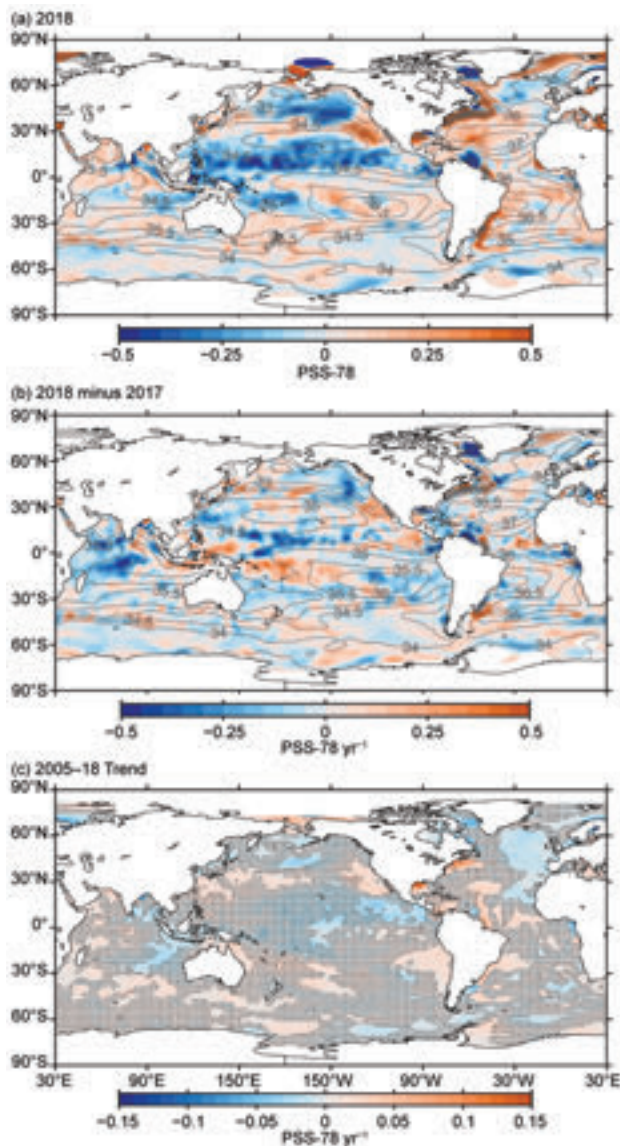 (a) 2018
90°N
60°N
30°N
0°
30°S
60°S
90°S
−0.5 −0.25 0 0.25 0.5
PSS-78
(b) 2018 minus 2017
90°N
60°N
30°N
0°
30°S
60°S
90°S
−0.5 −0.25 0 0.25 0.5
PSS-78 yr⁻¹
(c) 2005–18 Trend
90°N
60°N
30°N
0°
30°S
60°S
90°S
30°E 90°E 150°E 150°W 90°W 30°W 30°E
−0.15 −0.1 −0.05 0 0.05 0.1 0.15
PSS-78 yr⁻¹